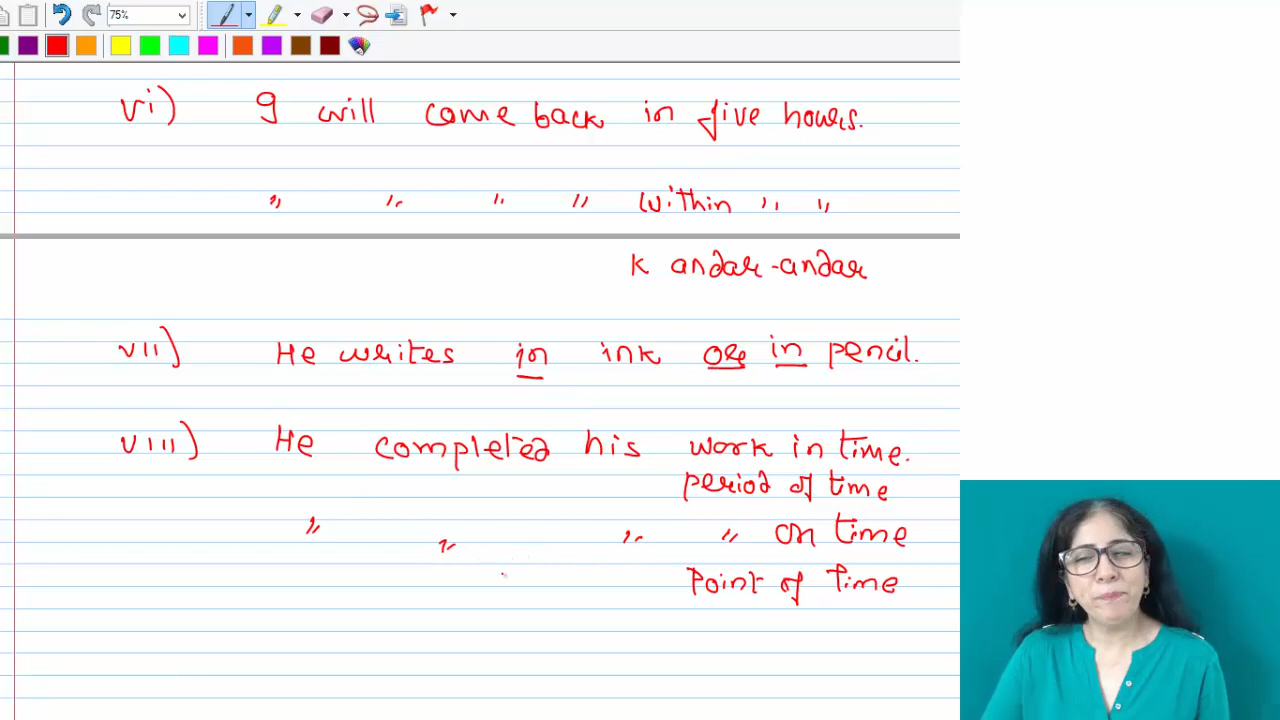 75%
vi) I will come back in five hours.
" " " " within " "
k andar-andar
vii) He writes in ink or in pencil.
viii) He completed his work in time.
period of time
" " " " on time
Point of Time